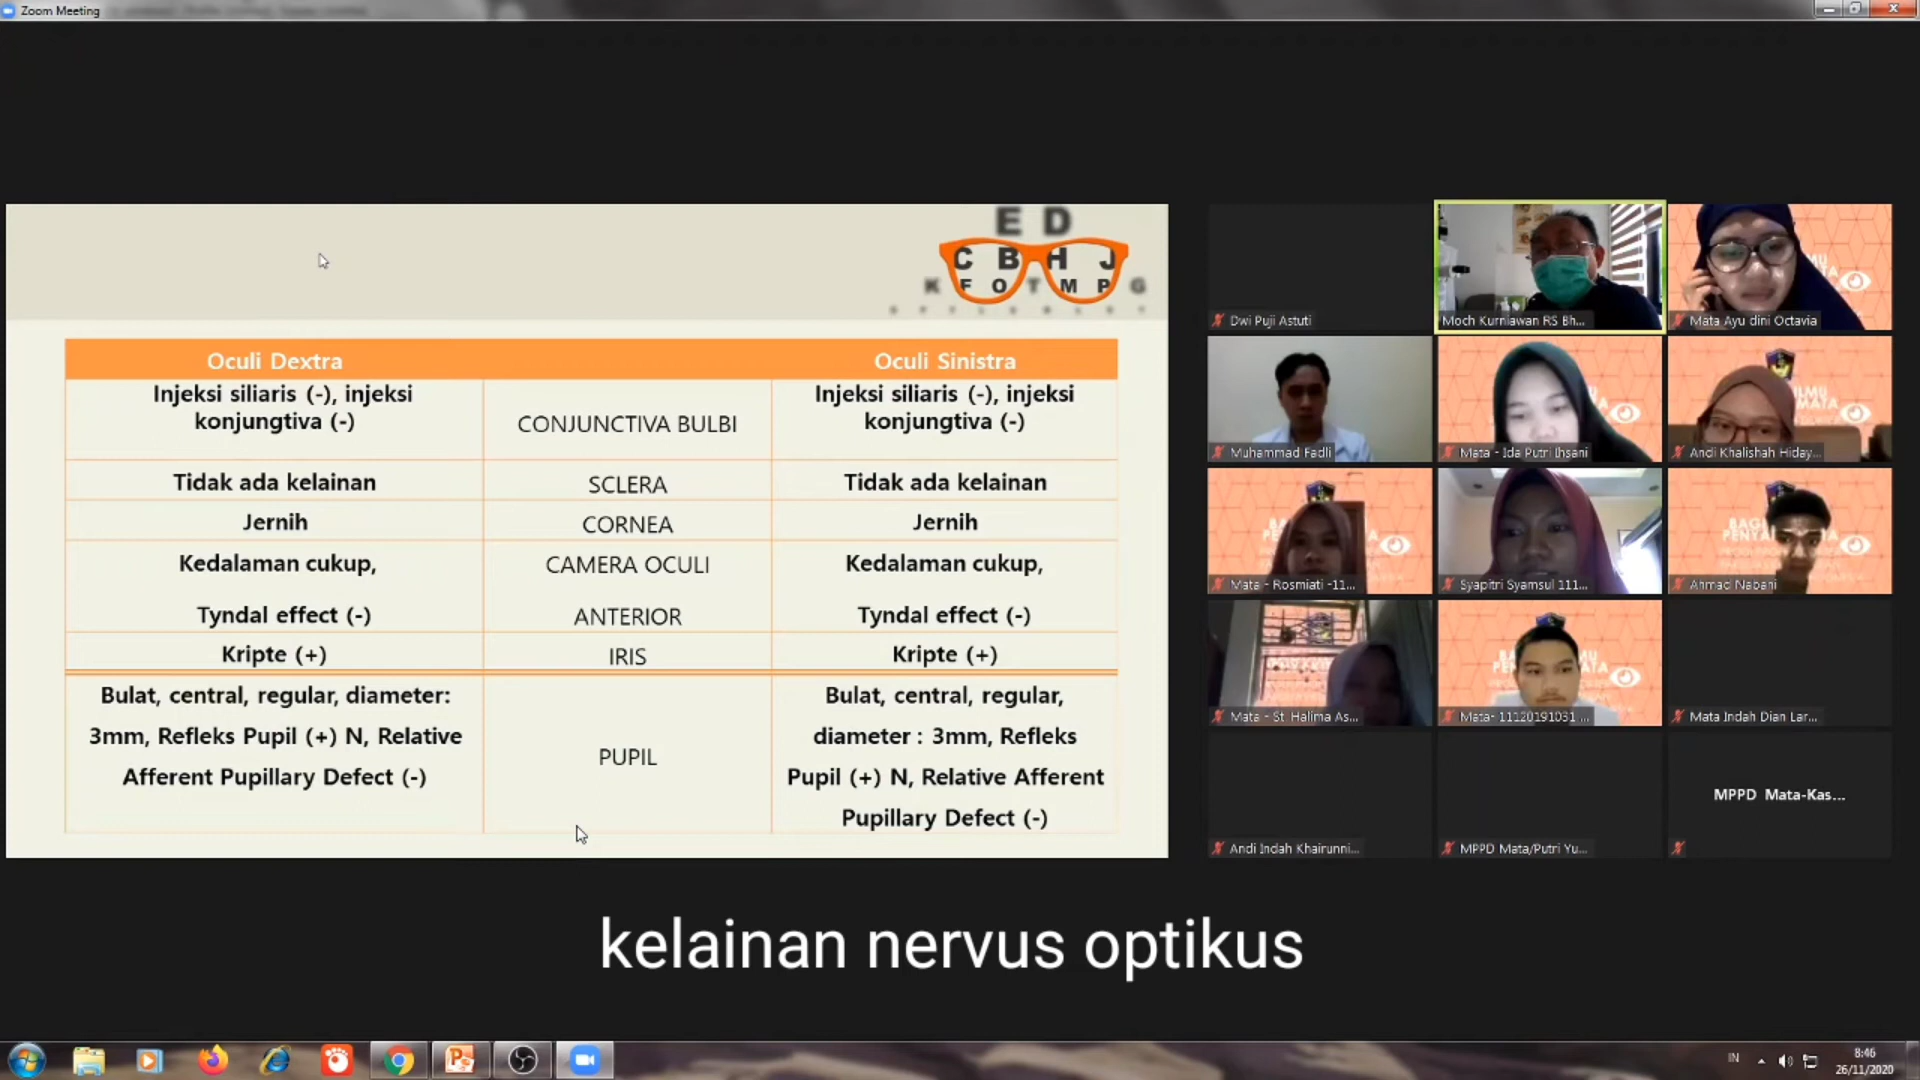 Zoom Meeting
E D
C B H J
K F O T M P G
Oculi Dextra
Oculi Sinistra
Injeksi siliaris (-), injeksi
konjungtiva (-)
CONJUNCTIVA BULBI
Injeksi siliaris (-), injeksi
konjungtiva (-)
Tidak ada kelainan
SCLERA
Tidak ada kelainan
Jernih
CORNEA
Jernih
Kedalaman cukup,
Tyndal effect (-)
CAMERA OCULI
ANTERIOR
Kedalaman cukup,
Tyndal effect (-)
Kripte (+)
IRIS
Kripte (+)
Bulat, central, regular, diameter:
3mm, Refleks Pupil (+) N, Relative
Afferent Pupillary Defect (-)
PUPIL
Bulat, central, regular,
diameter : 3mm, Refleks
Pupil (+) N, Relative Afferent
Pupillary Defect (-)
Dwi Puji Astuti
Moch Kurniawan RS Bh...
Mata Ayu dini Octavia
Muhammad Fadli
Mata - Ida Putri Ihsani
Andi Khalishah Hiday...
Mata - Rosmiati -11...
Syapitri Syamsul 111...
Ahmad Nabani
Mata - St Halima As...
Mata- 11120191031 ...
Mata Indah Dian Lar...
Andi Indah Khairunni...
MPPD Mata/Putri Yu...
MPPD Mata-Kas...
kelainan nervus optikus
IN
8:46
26/11/2020